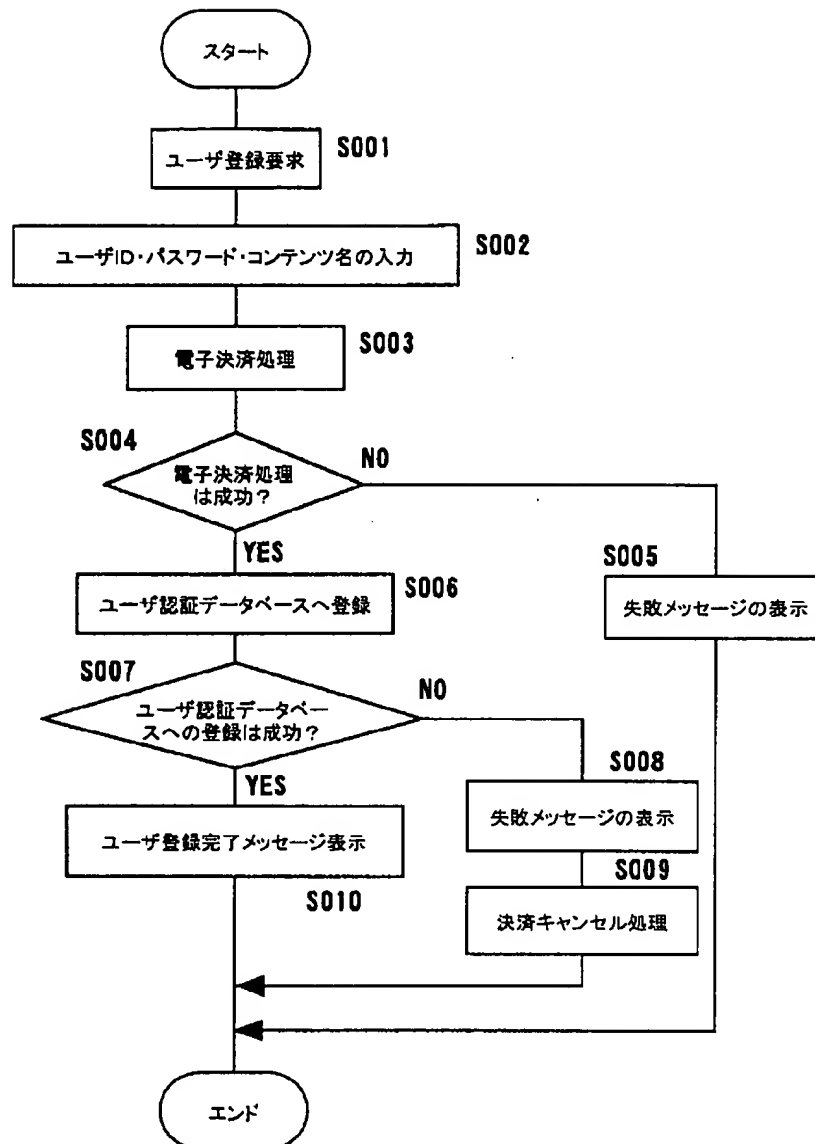 スタート
ユーザ登録要求
S001
ユーザID・パスワード・コンテンツ名の入力
S002
電子決済処理
S003
S004
電子決済処理
は成功?
NO
YES
S005
失敗メッセージの表示
ユーザ認証データベースへ登録
S006
S007
ユーザ認証データベー
スへの登録は成功?
NO
YES
S008
失敗メッセージの表示
ユーザ登録完了メッセージ表示
S010
S009
決済キャンセル処理
エンド